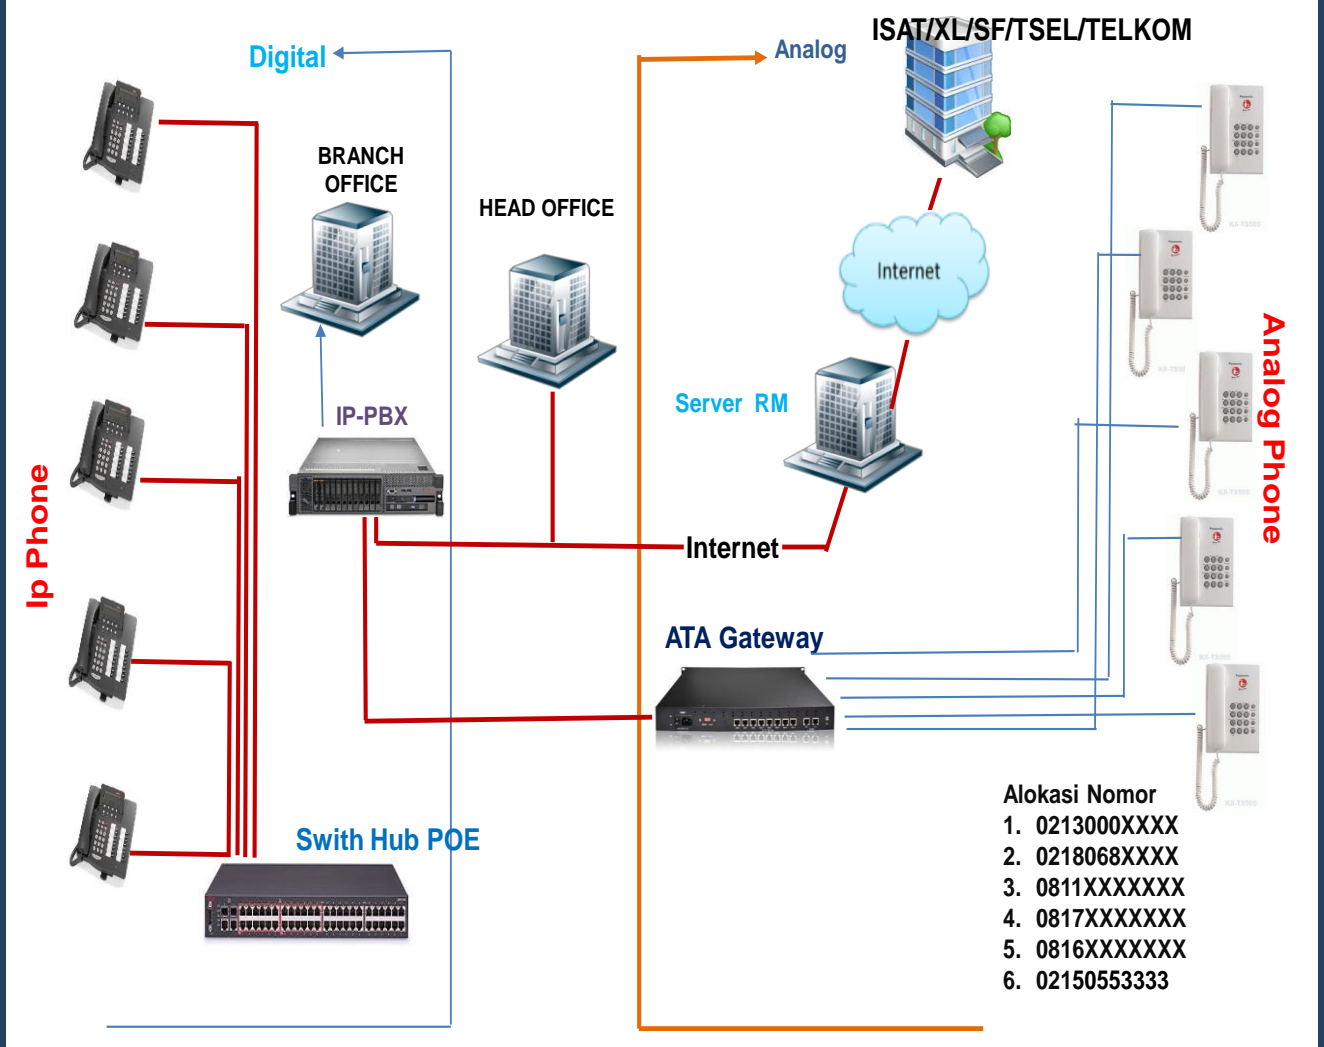 ISAT/XL/SF/TSEL/TELKOM
Digital
Analog
BRANCH
OFFICE
HEAD OFFICE
Internet
Server RM
IP-PBX
Ip Phone
Analog Phone
Internet
ATA Gateway
Swith Hub POE
Alokasi Nomor
1. 0213000XXXX
2. 0218068XXXX
3. 0811XXXXXXX
4. 0817XXXXXXX
5. 0816XXXXXXX
6. 02150553333